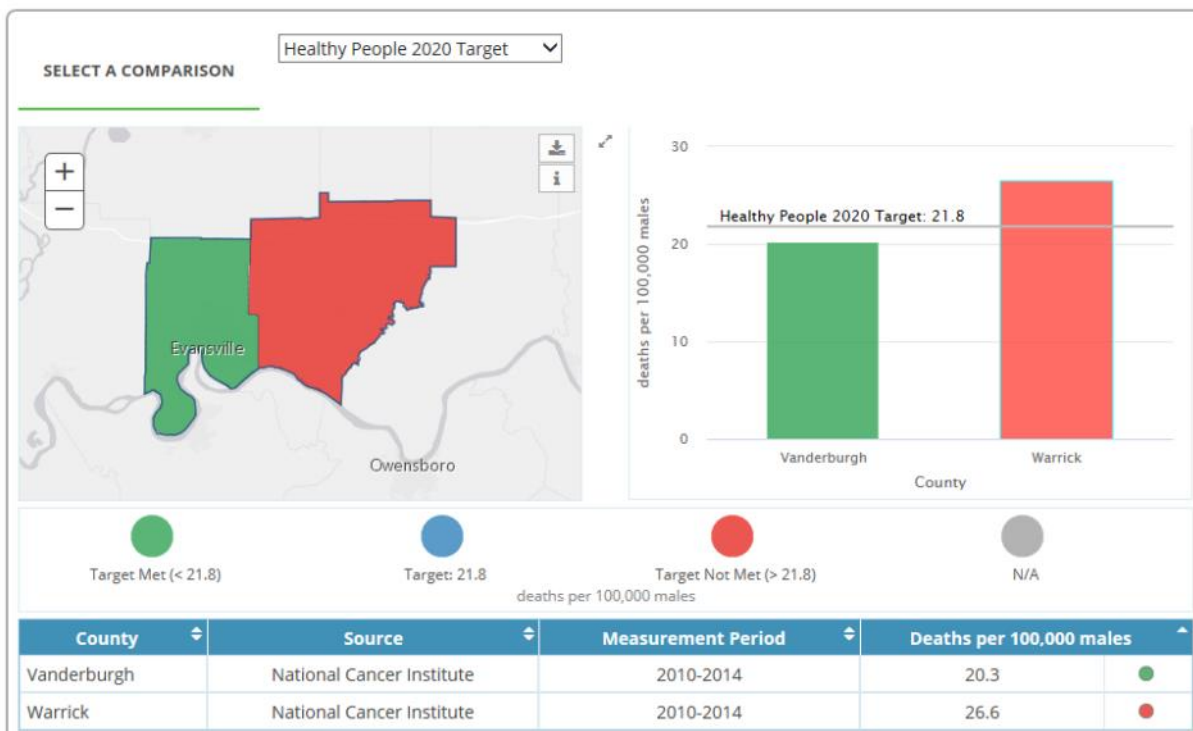 Healthy People 2020 Target
SELECT A COMPARISON
+
−
i
Evansville
Owensboro
30
20
10
0
deaths per 100,000 males
Healthy People 2020 Target: 21.8
Vanderburgh
Warrick
County
Target Met (< 21.8)
Target: 21.8
Target Not Met (> 21.8)
N/A
deaths per 100,000 males
County Source Measurement Period Deaths per 100,000 males
Vanderburgh National Cancer Institute 2010-2014 20.3
Warrick National Cancer Institute 2010-2014 26.6